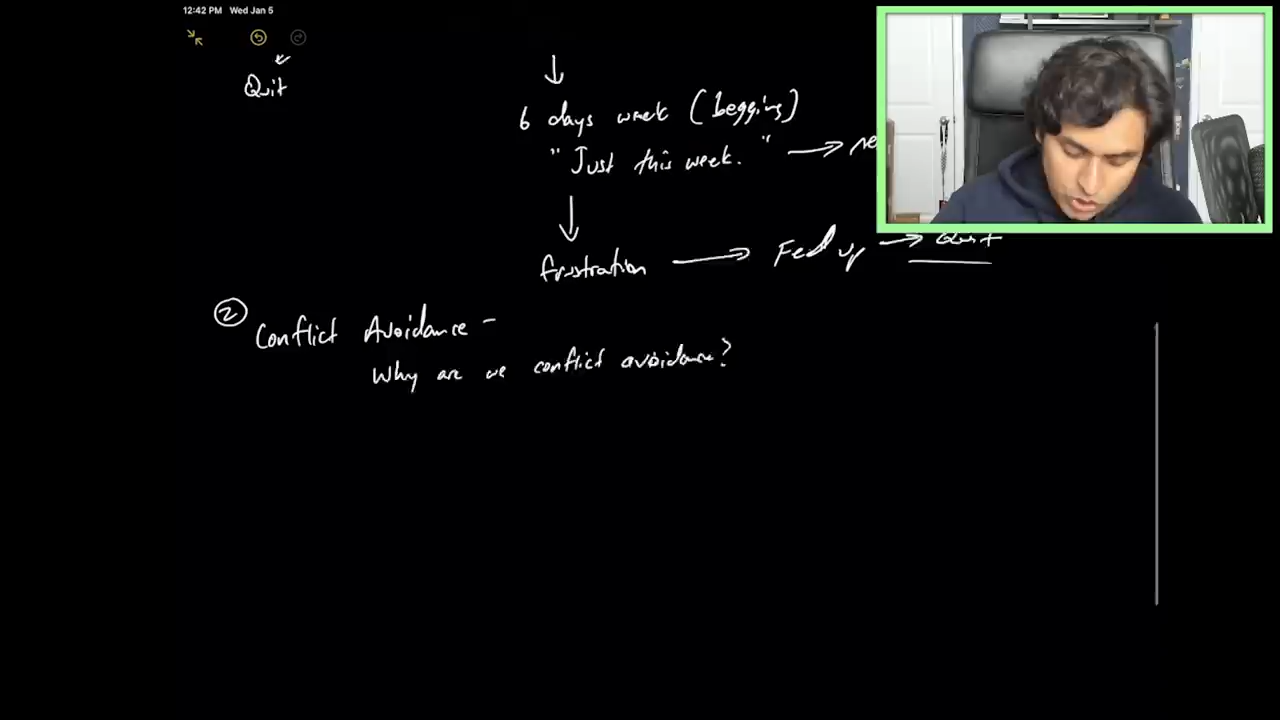 12:42 PM Wed Jan 5
Quit
6 days week (begging)
"Just this week."
frustration Fed up Quit
2 Conflict Avoidance -
Why are we conflict avoidance?